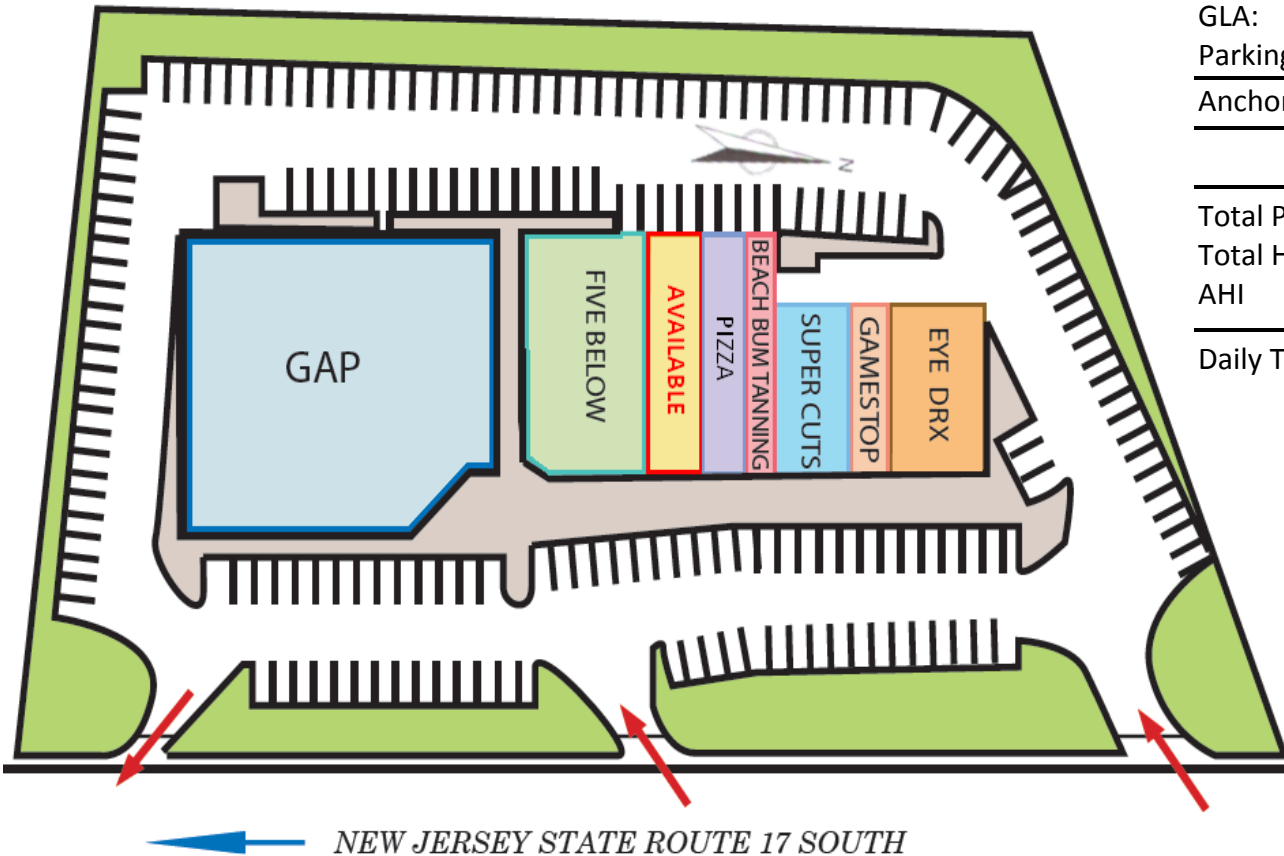 GLA:
Parking
Anchor
Total P
Total H
AHI
Daily T
N
GAP
FIVE BELOW
AVAILABLE
PIZZA
BEACH BUM TANNING
SUPER CUTS
GAMESTOP
EYE DRX
NEW JERSEY STATE ROUTE 17 SOUTH